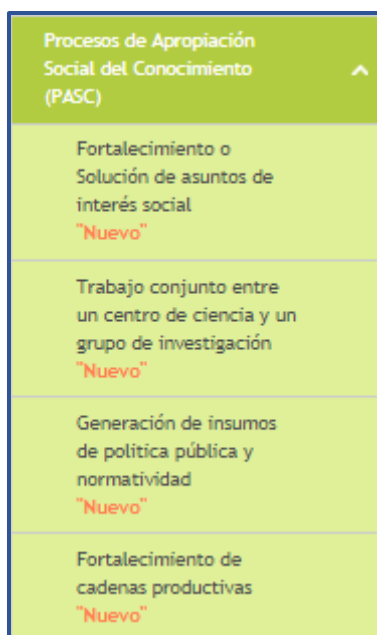 Procesos de Apropiación
Social del Conocimiento
(PASC)
Fortalecimiento o
Solución de asuntos de
interés social
"Nuevo"
Trabajo conjunto entre
un centro de ciencia y un
grupo de investigación
"Nuevo"
Generación de insumos
de politica pública y
normatividad
"Nuevo"
Fortalecimiento de
cadenas productivas
"Nuevo"